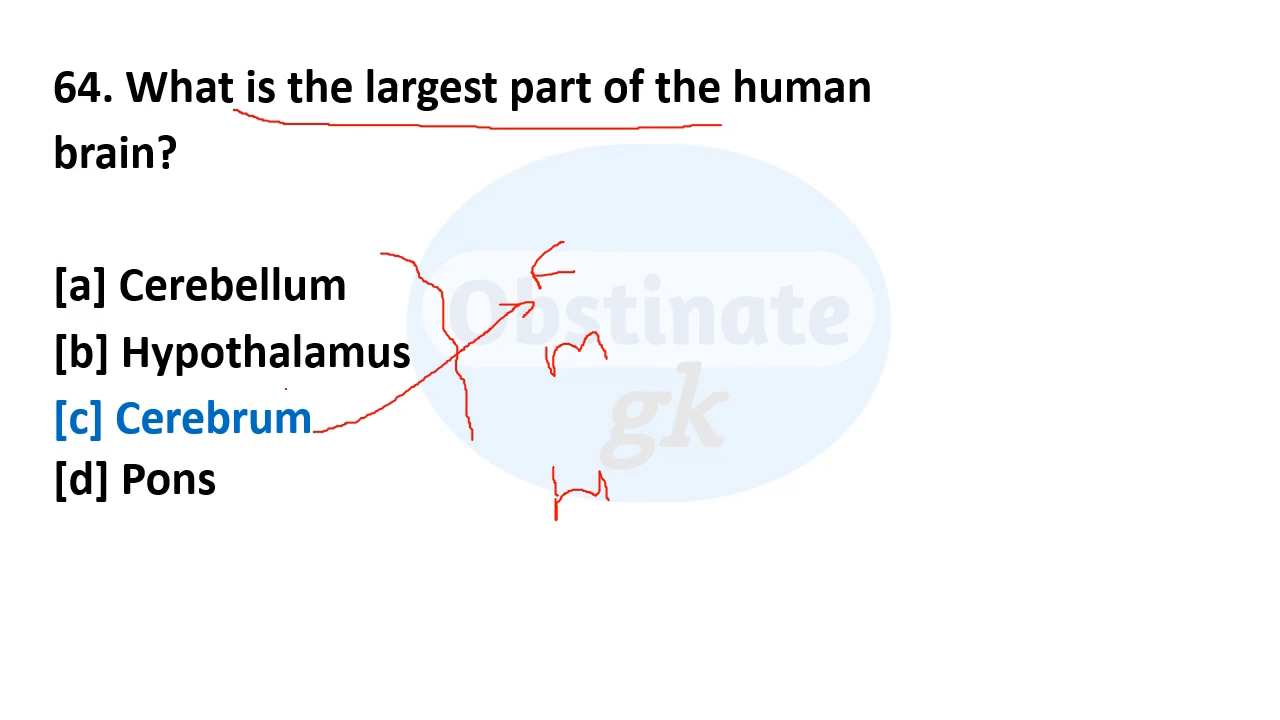 64. What is the largest part of the human
brain?
[a] Cerebellum
[b] Hypothalamus
[c] Cerebrum
[d] Pons
Obstinate
gk